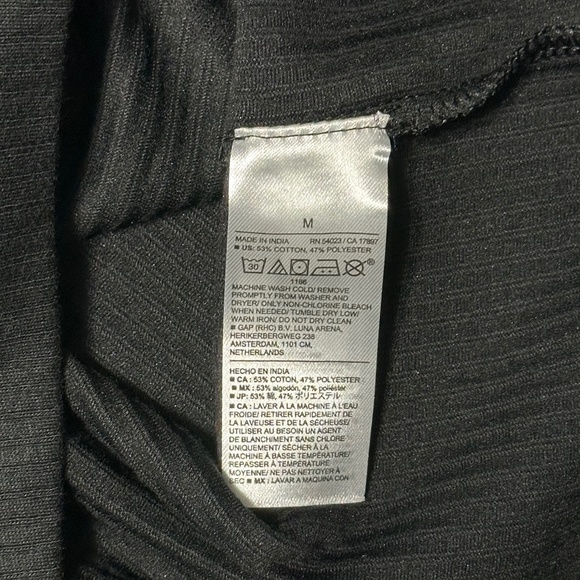 M
MADE IN INDIA RN 54023 / CA 17897
■ US: 53% COTTON, 47% POLYESTER
30 ®
1166
MACHINE WASH COLD/ REMOVE
PROMPTLY FROM WASHER AND
DRYER/ ONLY NON-CHLORINE BLEACH
WHEN NEEDED/ TUMBLE DRY LOW/
WARM IRON/ DO NOT DRY CLEAN
■ GAP (RHC) B.V. LUNA ARENA,
HERIKERBERGWEG 238
AMSTERDAM, 1101 CM,
NETHERLANDS
HECHO EN INDIA
■ CA : 53% COTON, 47% POLYESTER
■ MX : 53% algodón, 47% poliéster
■ JP: 53% 綿, 47% ポリエステル
■ CA : LAVER À LA MACHINE À L'EAU
FROIDE/ RETIRER RAPIDEMENT DE
LA LAVEUSE ET DE LA SÉCHEUSE/
UTILISER AU BESOIN UN AGENT
DE BLANCHIMENT SANS CHLORE
UNIQUEMENT/ SÉCHER À LA
MACHINE À BASSE TEMPÉRATURE/
REPASSER À TEMPÉRATURE
MOYENNE/ NE PAS NETTOYER À
SEC ■ MX : LAVAR A MAQUINA CON